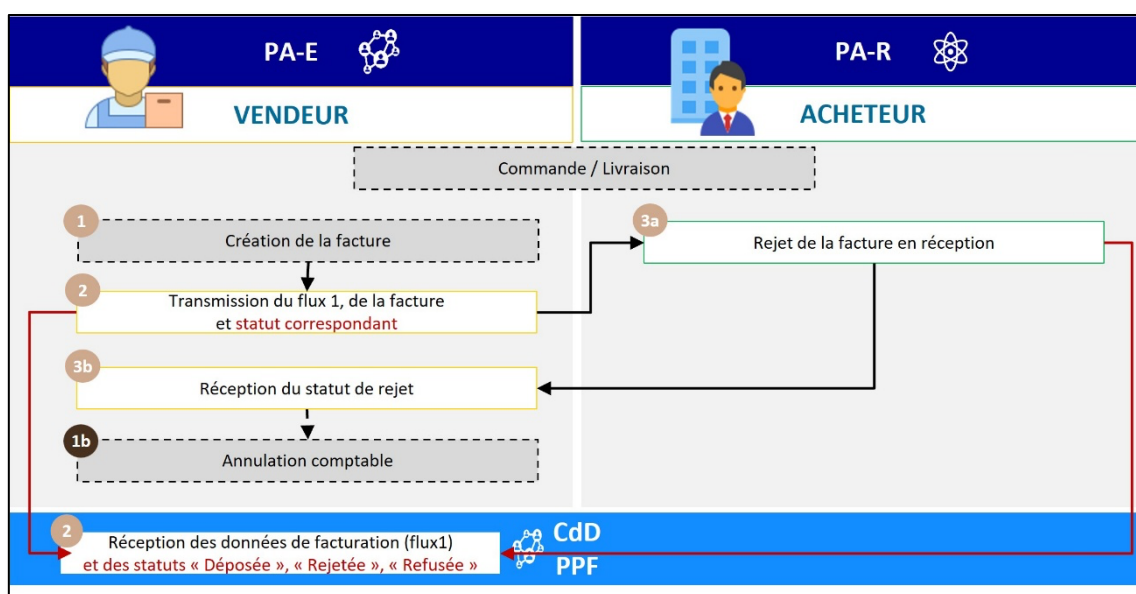 PA-E
PA-R
VENDEUR
ACHETEUR
Commande / Livraison
1
Création de la facture
3a
Rejet de la facture en réception
2
Transmission du flux 1, de la facture
et statut correspondant
3b
Réception du statut de rejet
1b
Annulation comptable
2
Réception des données de facturation (flux1)
et des statuts « Déposée », « Rejetée », « Refusée »
CdD
PPF